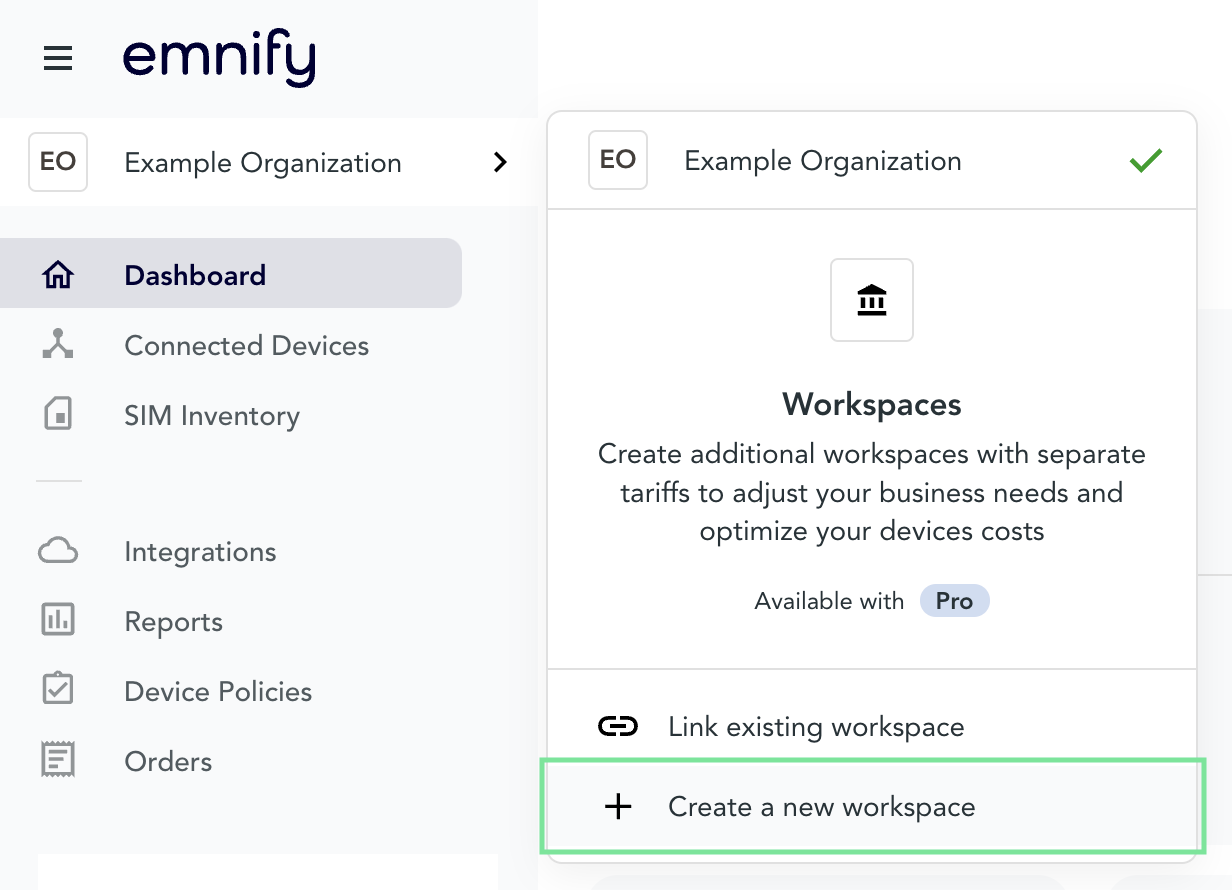 emnify
EO
Example Organization
Dashboard
Connected Devices
SIM Inventory
Integrations
Reports
Device Policies
Orders
EO
Example Organization
Workspaces
Create additional workspaces with separate
tariffs to adjust your business needs and
optimize your devices costs
Available with Pro
Link existing workspace
Create a new workspace